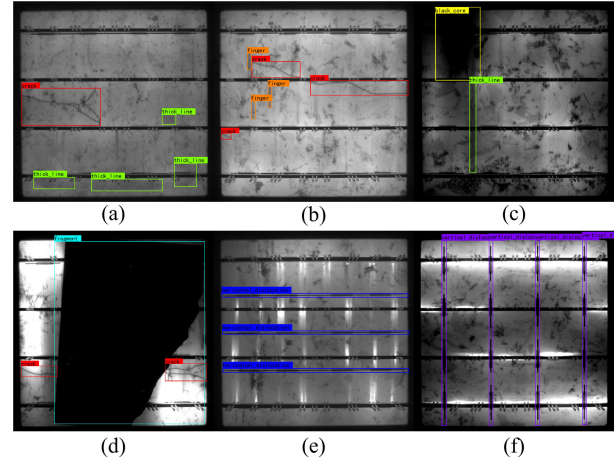 crack
thick_line
thick_line
thick_line
thick_line
finger
crack
crack
finger
finger
crack
black_core
thick_line
(a)
(b)
(c)
fragment
crack
crack
(d)
(e)
(f)